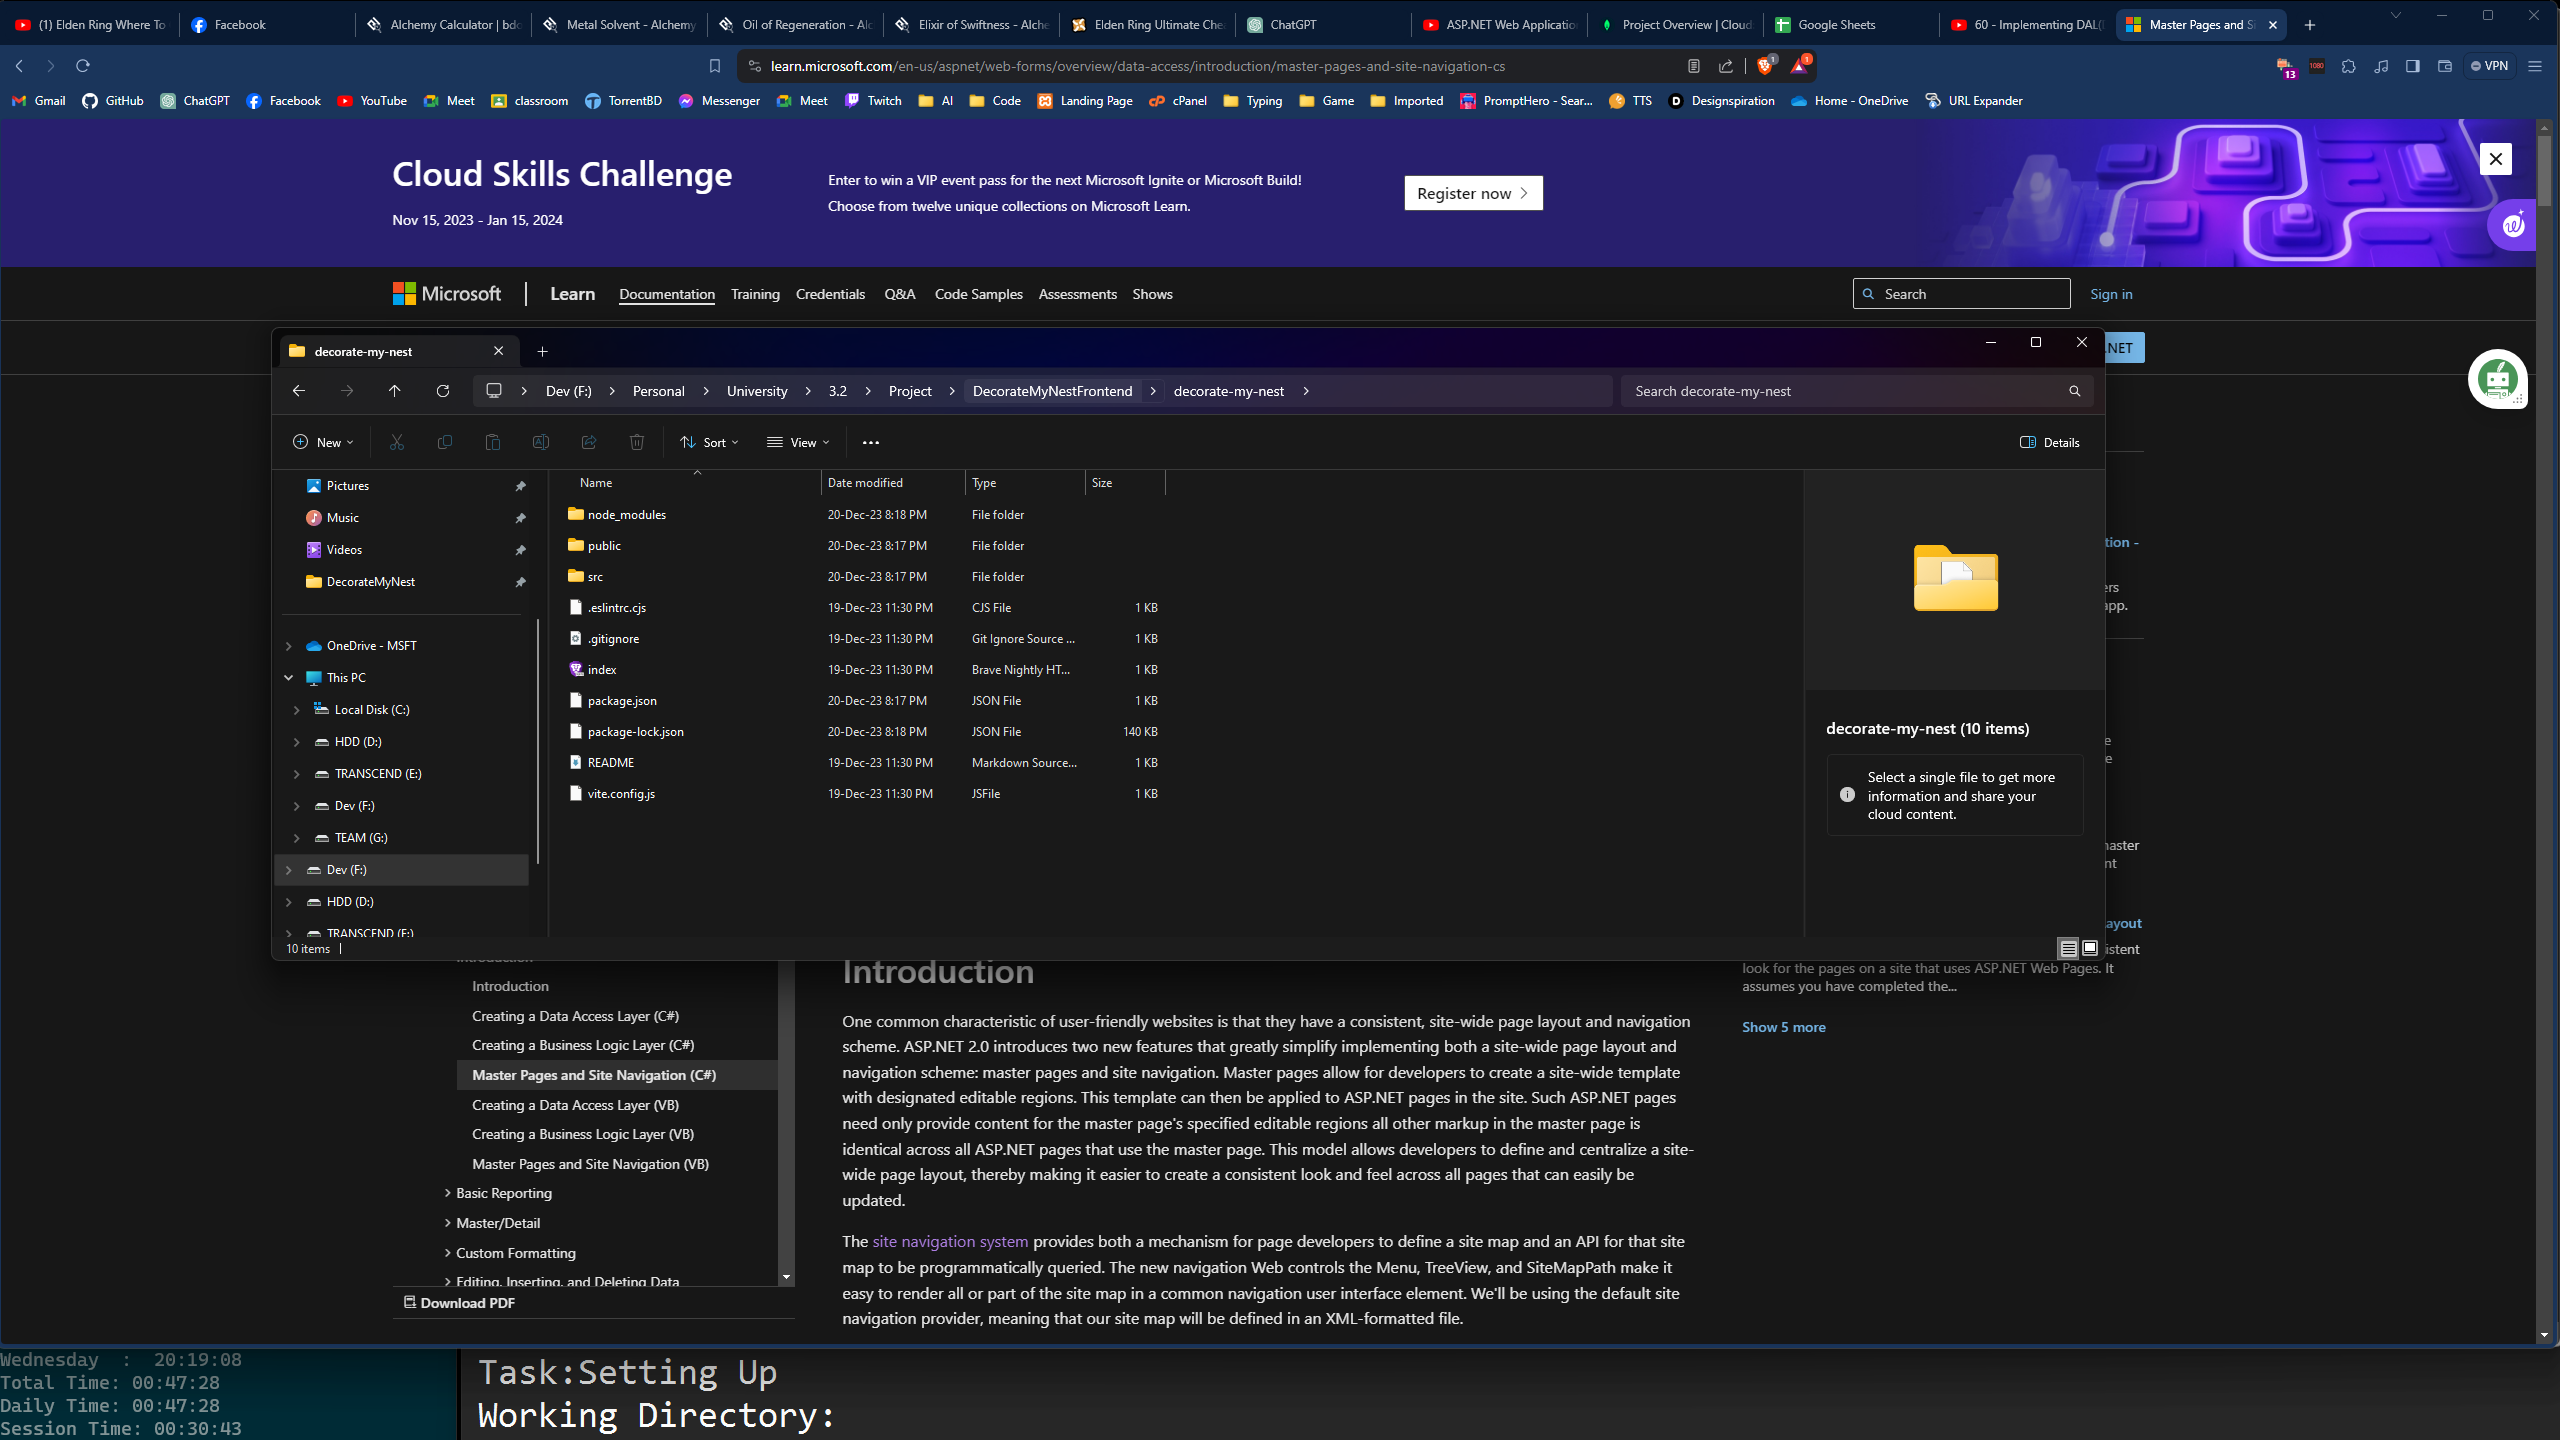 (1) Elden Ring Where To
Facebook
Alchemy Calculator | bdo
Metal Solvent - Alchemy
Oil of Regeneration - Alc
Elixir of Swiftness - Alche
Elden Ring Ultimate Che
ChatGPT
ASP.NET Web Application
Project Overview | Cloud
Google Sheets
60 - Implementing DAL(
Master Pages and Si
learn.microsoft.com/en-us/aspnet/web-forms/overview/data-access/introduction/master-pages-and-site-navigation-cs
1
1
13
1080
VPN
Gmail
GitHub
ChatGPT
Facebook
YouTube
Meet
classroom
TorrentBD
Messenger
Meet
Twitch
AI
Code
Landing Page
cPanel
Typing
Game
Imported
PromptHero - Sear...
TTS
Designspiration
Home - OneDrive
URL Expander
Cloud Skills Challenge
Nov 15, 2023 - Jan 15, 2024
Enter to win a VIP event pass for the next Microsoft Ignite or Microsoft Build!
Choose from twelve unique collections on Microsoft Learn.
Register now
Microsoft
Learn
Documentation
Training
Credentials
Q&A
Code Samples
Assessments
Shows
Search
Sign in
.NET
decorate-my-nest
Dev (F:)
Personal
University
3.2
Project
DecorateMyNestFrontend
decorate-my-nest
Search decorate-my-nest
New
Sort
View
Details
Pictures
Music
Videos
DecorateMyNest
OneDrive - MSFT
This PC
Local Disk (C:)
HDD (D:)
TRANSCEND (E:)
Dev (F:)
TEAM (G:)
Dev (F:)
HDD (D:)
TRANSCEND (E:)
Name Date modified Type Size
node_modules 20-Dec-23 8:18 PM File folder
public 20-Dec-23 8:17 PM File folder
src 20-Dec-23 8:17 PM File folder
.eslintrc.cjs 19-Dec-23 11:30 PM CJS File 1 KB
.gitignore 19-Dec-23 11:30 PM Git Ignore Source ... 1 KB
index 19-Dec-23 11:30 PM Brave Nightly HT... 1 KB
package.json 20-Dec-23 8:17 PM JSON File 1 KB
package-lock.json 20-Dec-23 8:18 PM JSON File 140 KB
README 19-Dec-23 11:30 PM Markdown Source... 1 KB
vite.config.js 19-Dec-23 11:30 PM JSFile 1 KB
decorate-my-nest (10 items)
Select a single file to get more
information and share your
cloud content.
10 items
tion -
ers
app.
e
e
naster
nt
ayout
istent
look for the pages on a site that uses ASP.NET Web Pages. It
assumes you have completed the...
Show 5 more
Introduction
Introduction
Creating a Data Access Layer (C#)
Creating a Business Logic Layer (C#)
Master Pages and Site Navigation (C#)
Creating a Data Access Layer (VB)
Creating a Business Logic Layer (VB)
Master Pages and Site Navigation (VB)
Basic Reporting
Master/Detail
Custom Formatting
Editing, Inserting, and Deleting Data
Download PDF
Introduction
One common characteristic of user-friendly websites is that they have a consistent, site-wide page layout and navigation
scheme. ASP.NET 2.0 introduces two new features that greatly simplify implementing both a site-wide page layout and
navigation scheme: master pages and site navigation. Master pages allow for developers to create a site-wide template
with designated editable regions. This template can then be applied to ASP.NET pages in the site. Such ASP.NET pages
need only provide content for the master page's specified editable regions all other markup in the master page is
identical across all ASP.NET pages that use the master page. This model allows developers to define and centralize a site-
wide page layout, thereby making it easier to create a consistent look and feel across all pages that can easily be
updated.
The site navigation system provides both a mechanism for page developers to define a site map and an API for that site
map to be programmatically queried. The new navigation Web controls the Menu, TreeView, and SiteMapPath make it
easy to render all or part of the site map in a common navigation user interface element. We'll be using the default site
navigation provider, meaning that our site map will be defined in an XML-formatted file.
Wednesday : 20:19:08
Total Time: 00:47:28
Daily Time: 00:47:28
Session Time: 00:30:43
Task:Setting Up
Working Directory: